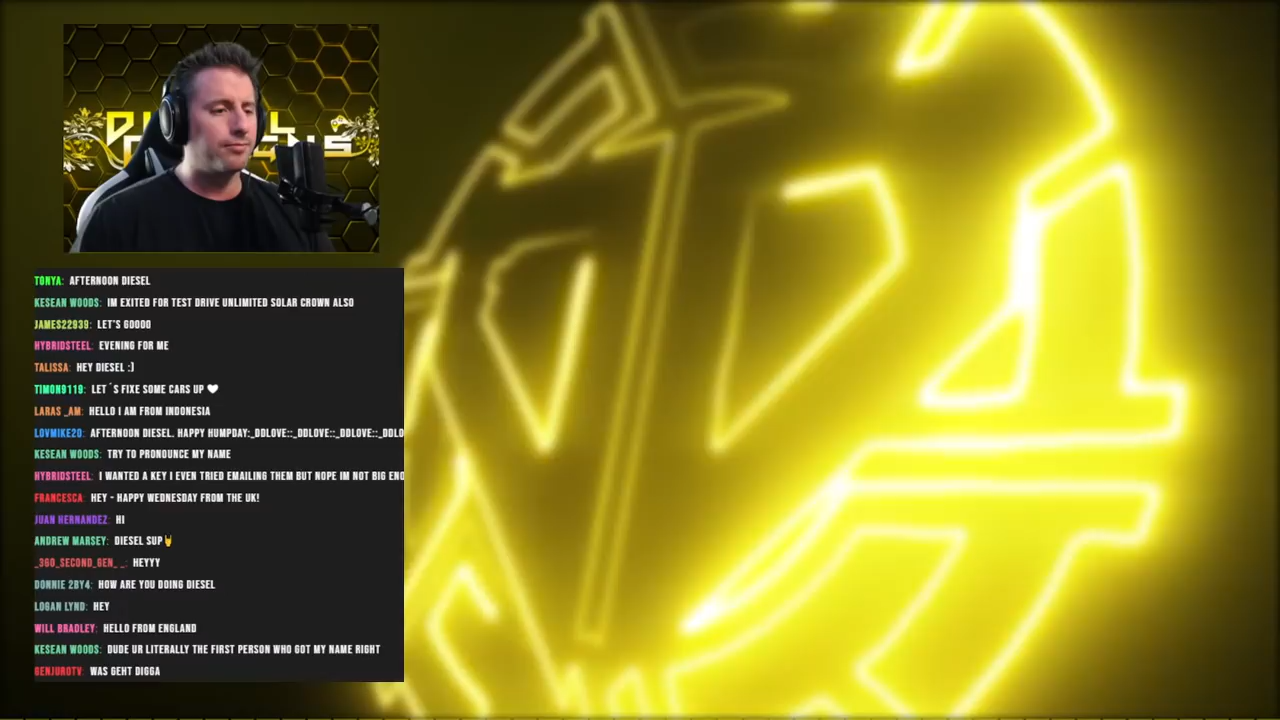 TONYA: AFTERNOON DIESEL
KESEAN WOODS: IM EXITED FOR TEST DRIVE UNLIMITED SOLAR CROWN ALSO
JAMES22939: LET'S GOOOO
HYBRIDSTEEL: EVENING FOR ME
TALISSA: HEY DIESEL :]
TIMON9119: LET´S FIXE SOME CARS UP 🤍
LARAS _AM: HELLO I AM FROM INDONESIA
LOVMIKE20: AFTERNOON DIESEL. HAPPY HUMPDAY:_DDLOVE::_DDLOVE::_DDLOVE::_DDLO
KESEAN WOODS: TRY TO PRONOUNCE MY NAME
HYBRIDSTEEL: I WANTED A KEY I EVEN TRIED EMAILING THEM BUT NOPE IM NOT BIG ENO
FRANCESCA: HEY - HAPPY WEDNESDAY FROM THE UK!
JUAN HERNANDEZ: HI
ANDREW MARSEY: DIESEL SUP🤘
_360_SECOND_GEN_ _: HEYYY
DONNIE 2BY4: HOW ARE YOU DOING DIESEL
LOGAN LYND: HEY
WILL BRADLEY: HELLO FROM ENGLAND
KESEAN WOODS: DUDE UR LITERALLY THE FIRST PERSON WHO GOT MY NAME RIGHT
GENJUROTV: WAS GEHT DIGGA